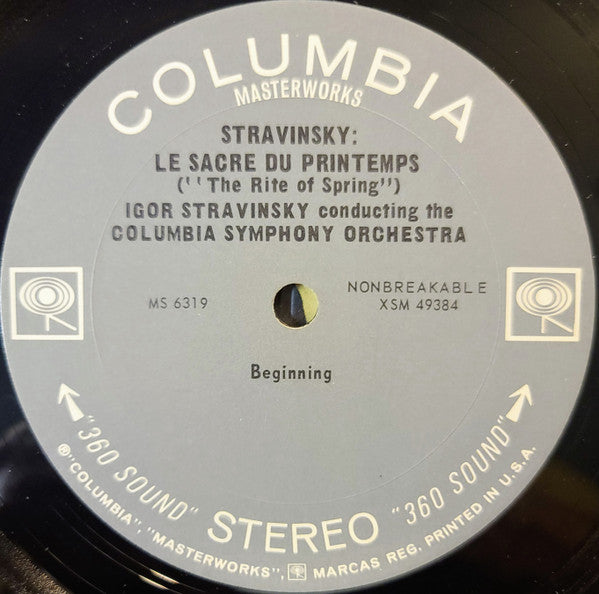 COLUMBIA
MASTERWORKS
STRAVINSKY:
LE SACRE DU PRINTEMPS
(''The Rite of Spring'')
IGOR STRAVINSKY conducting the
COLUMBIA SYMPHONY ORCHESTRA
MS 6319
NONBREAKABLE
XSM 49384
Beginning
"360 SOUND" STEREO "360 SOUND"
®"COLUMBIA", "MASTERWORKS", MARCAS REG. PRINTED IN U.S.A.